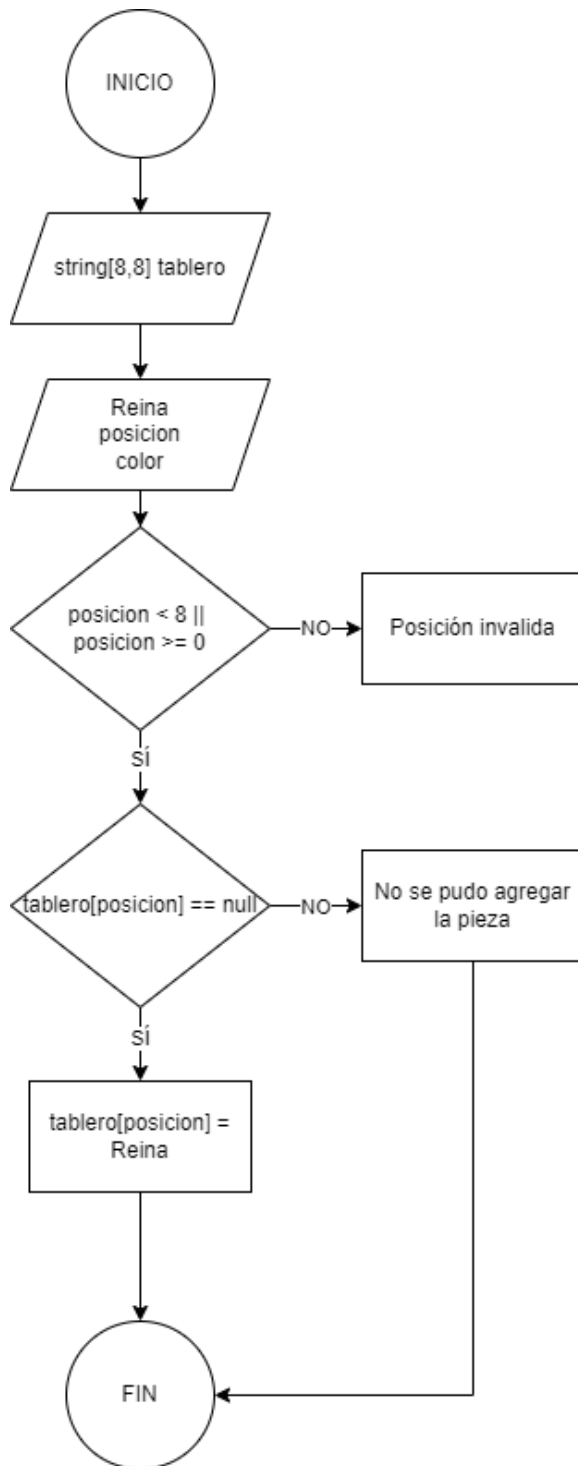 INICIO
string[8,8] tablero
Reina
posicion
color
posicion < 8 ||
posicion >= 0
NO
Posición invalida
SÍ
tablero[posicion] == null
NO
No se pudo agregar
la pieza
SÍ
tablero[posicion] =
Reina
FIN